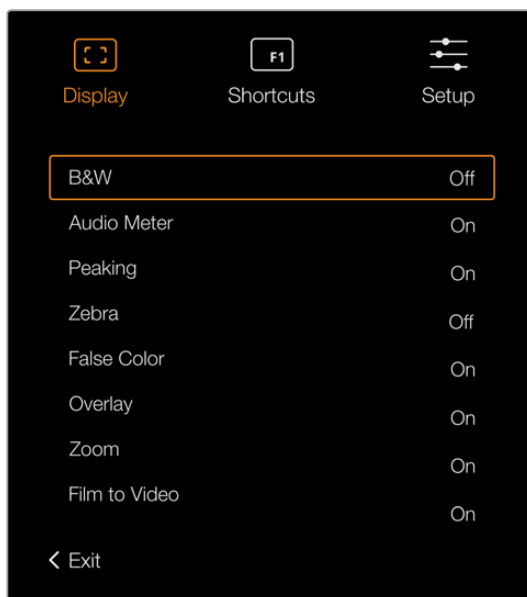 F1
Display Shortcuts Setup
B&W Off
Audio Meter On
Peaking On
Zebra Off
False Color On
Overlay On
Zoom On
Film to Video On
Exit